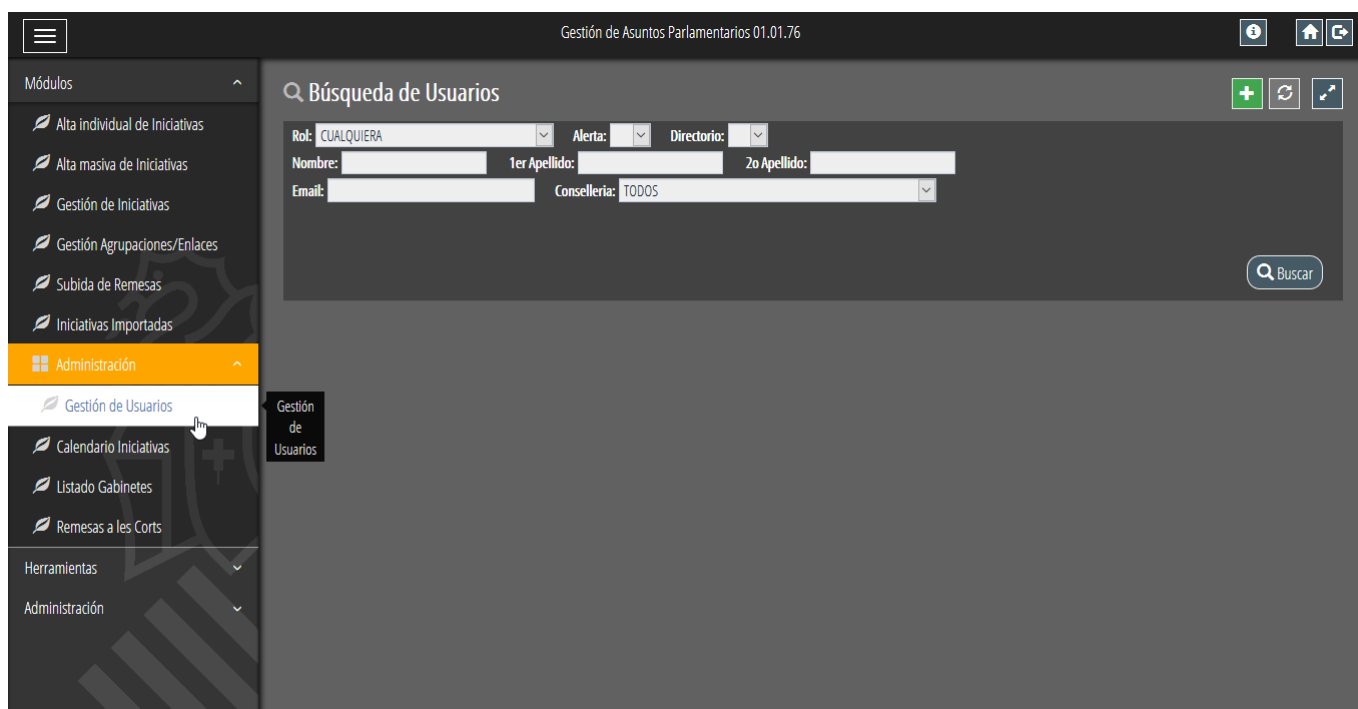 Gestión de Asuntos Parlamentarios 01.01.76
Módulos
Alta individual de Iniciativas
Alta masiva de Iniciativas
Gestión de Iniciativas
Gestión Agrupaciones/Enlaces
Subida de Remesas
Iniciativas Importadas
Administración
Gestión de Usuarios
Calendario Iniciativas
Listado Gabinetes
Remesas a les Corts
Herramientas
Administración
Gestión
de
Usuarios
Búsqueda de Usuarios
Rol: CUALQUIERA Alerta: Directorio:
Nombre: 1er Apellido: 2o Apellido:
Email: Conselleria: TODOS
Buscar